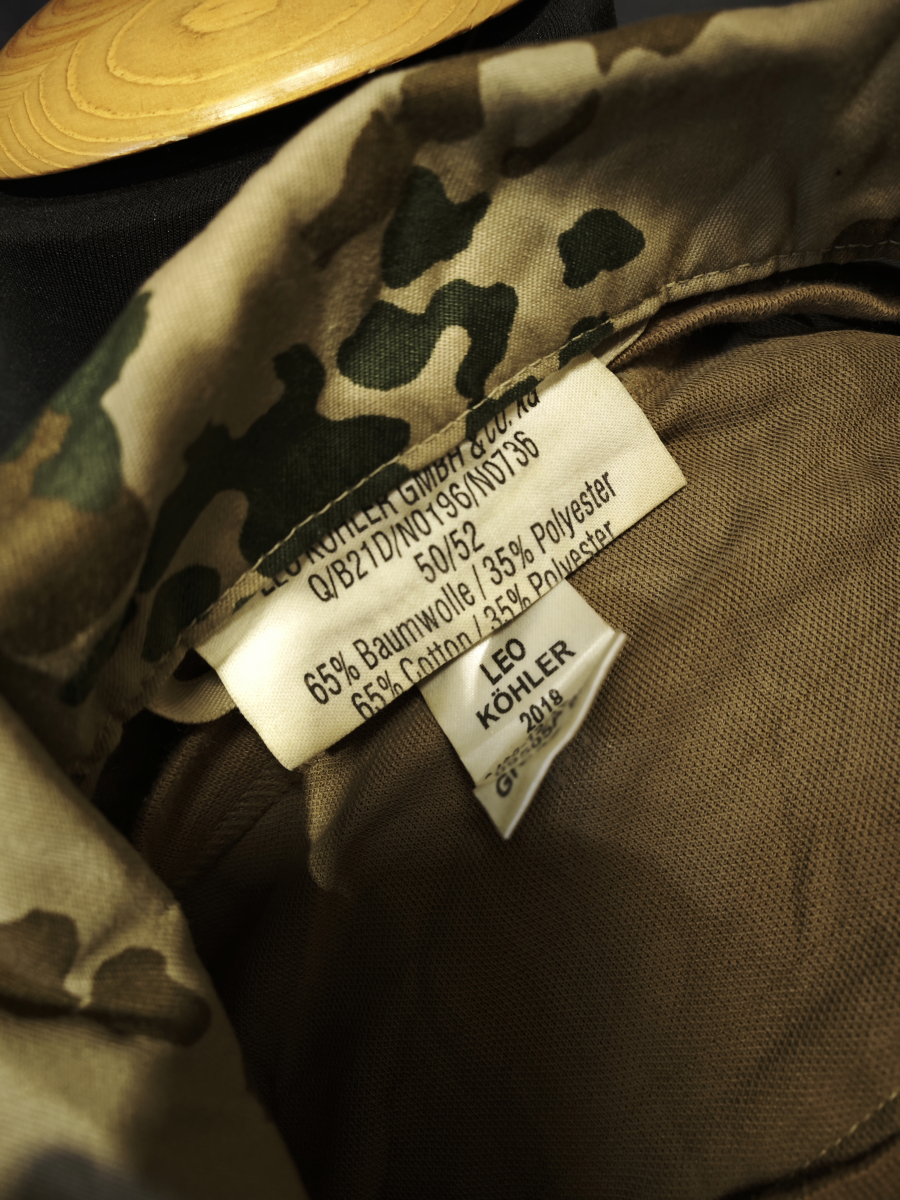 LEO KÖHLER GMBH & CO. KG
Q/B21D/N0196/N0736
50/52
65% Baumwolle / 35% Polyester
65% Cotton / 35% Polyester
LEO
KÖHLER
2018